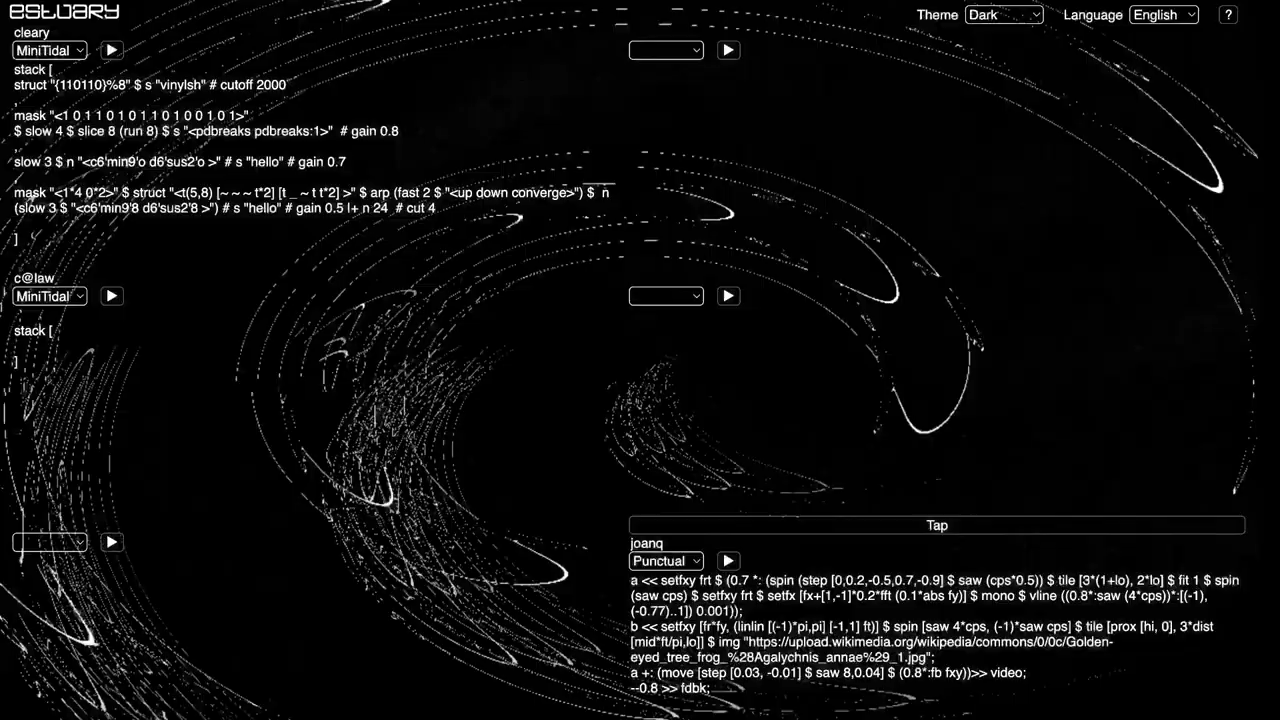 estuary
Theme Dark Language English ?
cleary
MiniTidal
stack [
struct "{110110}%8" $ s "vinylsh" # cutoff 2000
,
mask "<1 0 1 1 0 1 0 1 1 0 1 0 0 1 0 1>"
$ slow 4 $ slice 8 (run 8) $ s "<pdbreaks pdbreaks:1>" # gain 0.8
,
slow 3 $ n "<c6'min9'o d6'sus2'o >" # s "hello" # gain 0.7
,
mask "<1*4 0*2>" $ struct "<t(5,8) [~ ~ ~ t*2] [t _ ~ t t*2] >" $ arp (fast 2 $ "<up down converge>") $ n
(slow 3 $ "<c6'min9'8 d6'sus2'8 >") # s "hello" # gain 0.5 |+ n 24 # cut 4
]
c@law
MiniTidal
stack [
]
Tap
joanq
Punctual
a << setfxy frt $ (0.7 *: (spin (step [0,0.2,-0.5,0.7,-0.9] $ saw (cps*0.5)) $ tile [3*(1+lo), 2*lo] $ fit 1 $ spin
(saw cps) $ setfxy frt $ setfx [fx+[1,-1]*0.2*fft (0.1*abs fy)] $ mono $ vline ((0.8*:saw (4*cps))*:[(-1),
(-0.77)..1]) 0.001));
b << setfxy [fr*fy, (linlin [(-1)*pi,pi] [-1,1] ft)] $ spin [saw 4*cps, (-1)*saw cps] $ tile [prox [hi, 0], 3*dist
[mid*ft/pi,lo]] $ img "https://upload.wikimedia.org/wikipedia/commons/0/0c/Golden-
eyed_tree_frog_%28Agalychnis_annae%29_1.jpg";
a +: (move [step [0.03, -0.01] $ saw 8,0.04] $ (0.8*:fb fxy))>> video;
--0.8 >> fdbk;